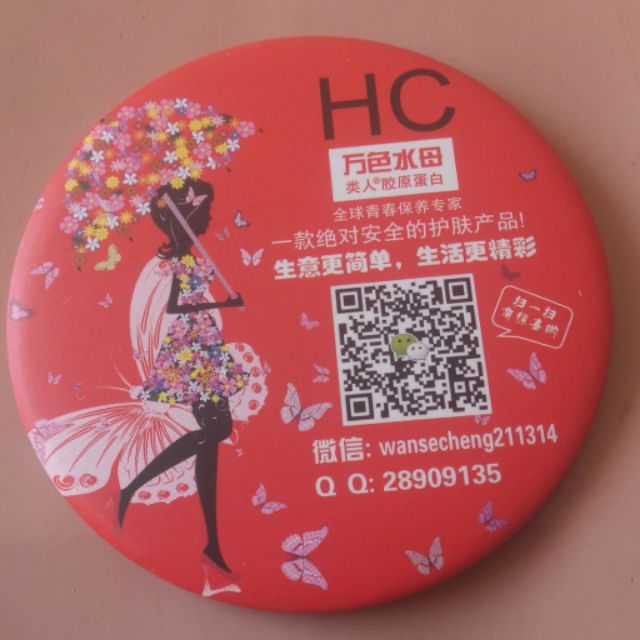 HC
万色水母
类人®胶原蛋白
全球青春保养专家
一款绝对安全的护肤产品!
生意更简单，生活更精彩
扫一扫
有惊喜哟
微信: wansecheng211314
Q Q: 28909135